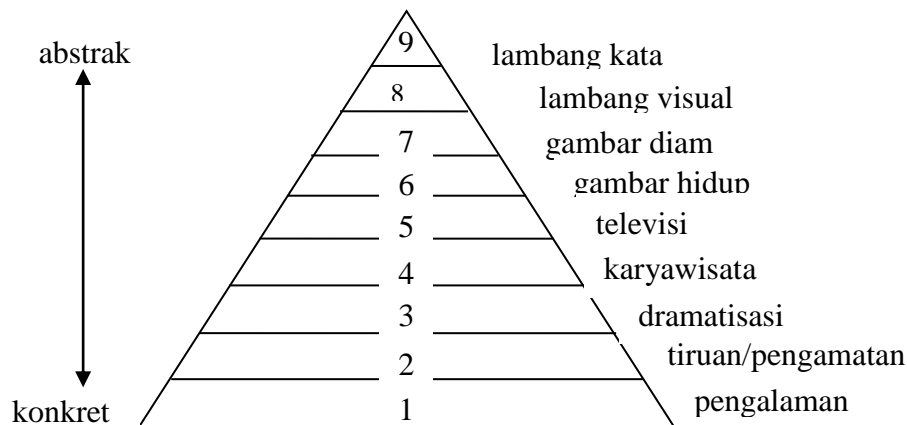 9
abstrak
lambang kata
8
lambang visual
7
gambar diam
6
gambar hidup
5
televisi
4
karyawisata
3
dramatisasi
2
tiruan/pengamatan
konkret
1
pengalaman